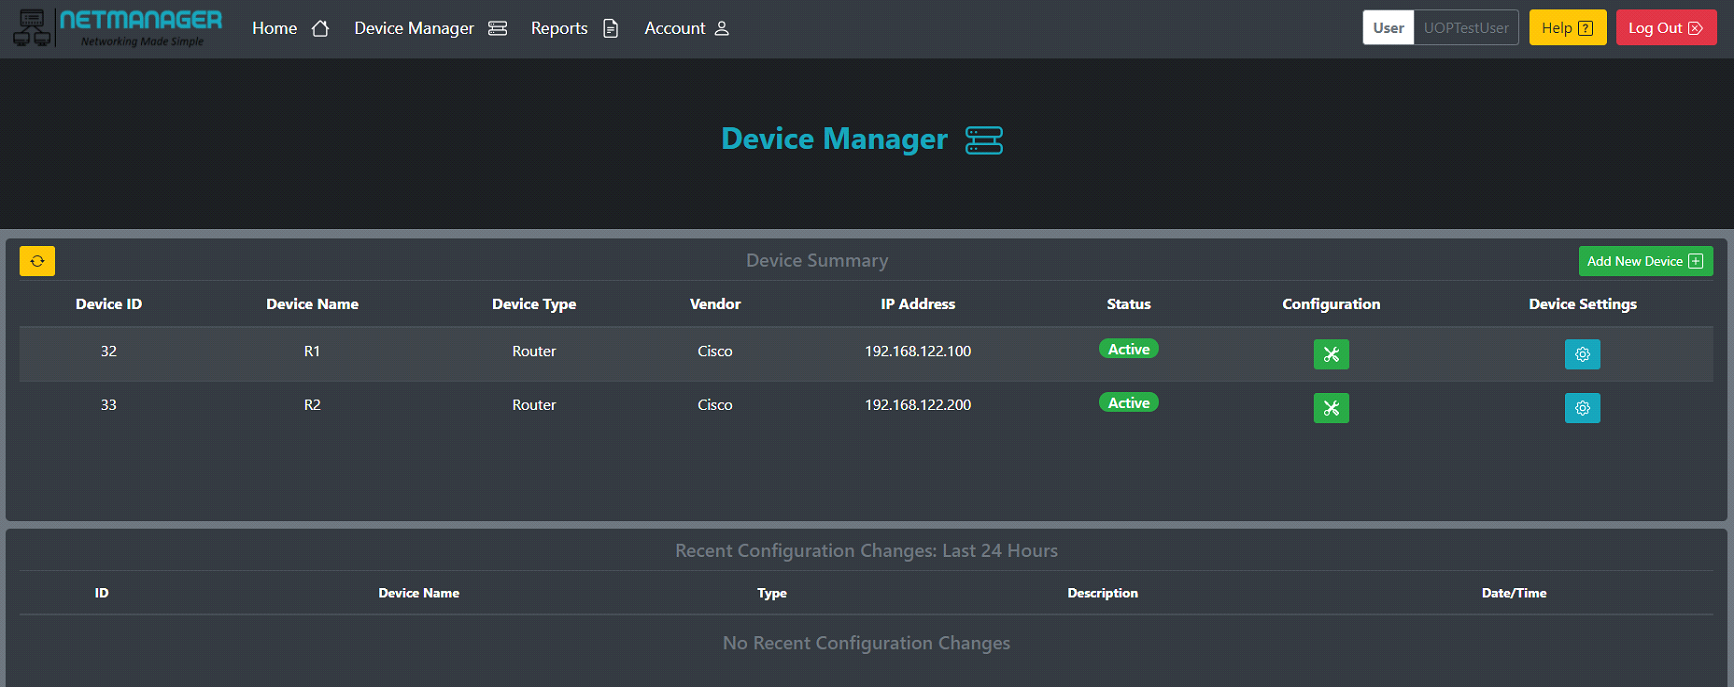 NETMANAGER
Networking Made Simple
Home Device Manager Reports Account User UOPTestUser Help Log Out
Device Manager
Device Summary Add New Device
Device ID Device Name Device Type Vendor IP Address Status Configuration Device Settings
32 R1 Router Cisco 192.168.122.100 Active
33 R2 Router Cisco 192.168.122.200 Active
Recent Configuration Changes: Last 24 Hours
ID Device Name Type Description Date/Time
No Recent Configuration Changes